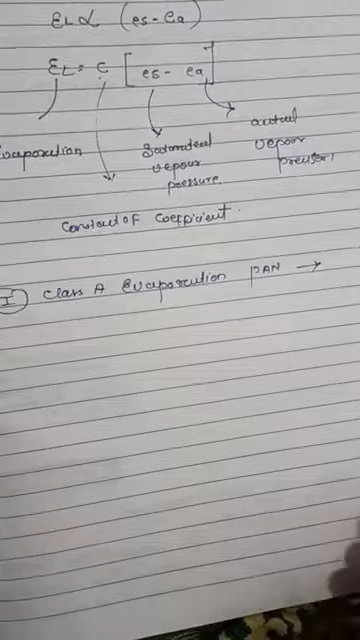 EL ∝ (es - ea)
EL = c [es - ea]
Evaporation
Saturated vapour pressure
actual vapour pressure
Constant of coefficient.
I Class A Evaporation PAN →